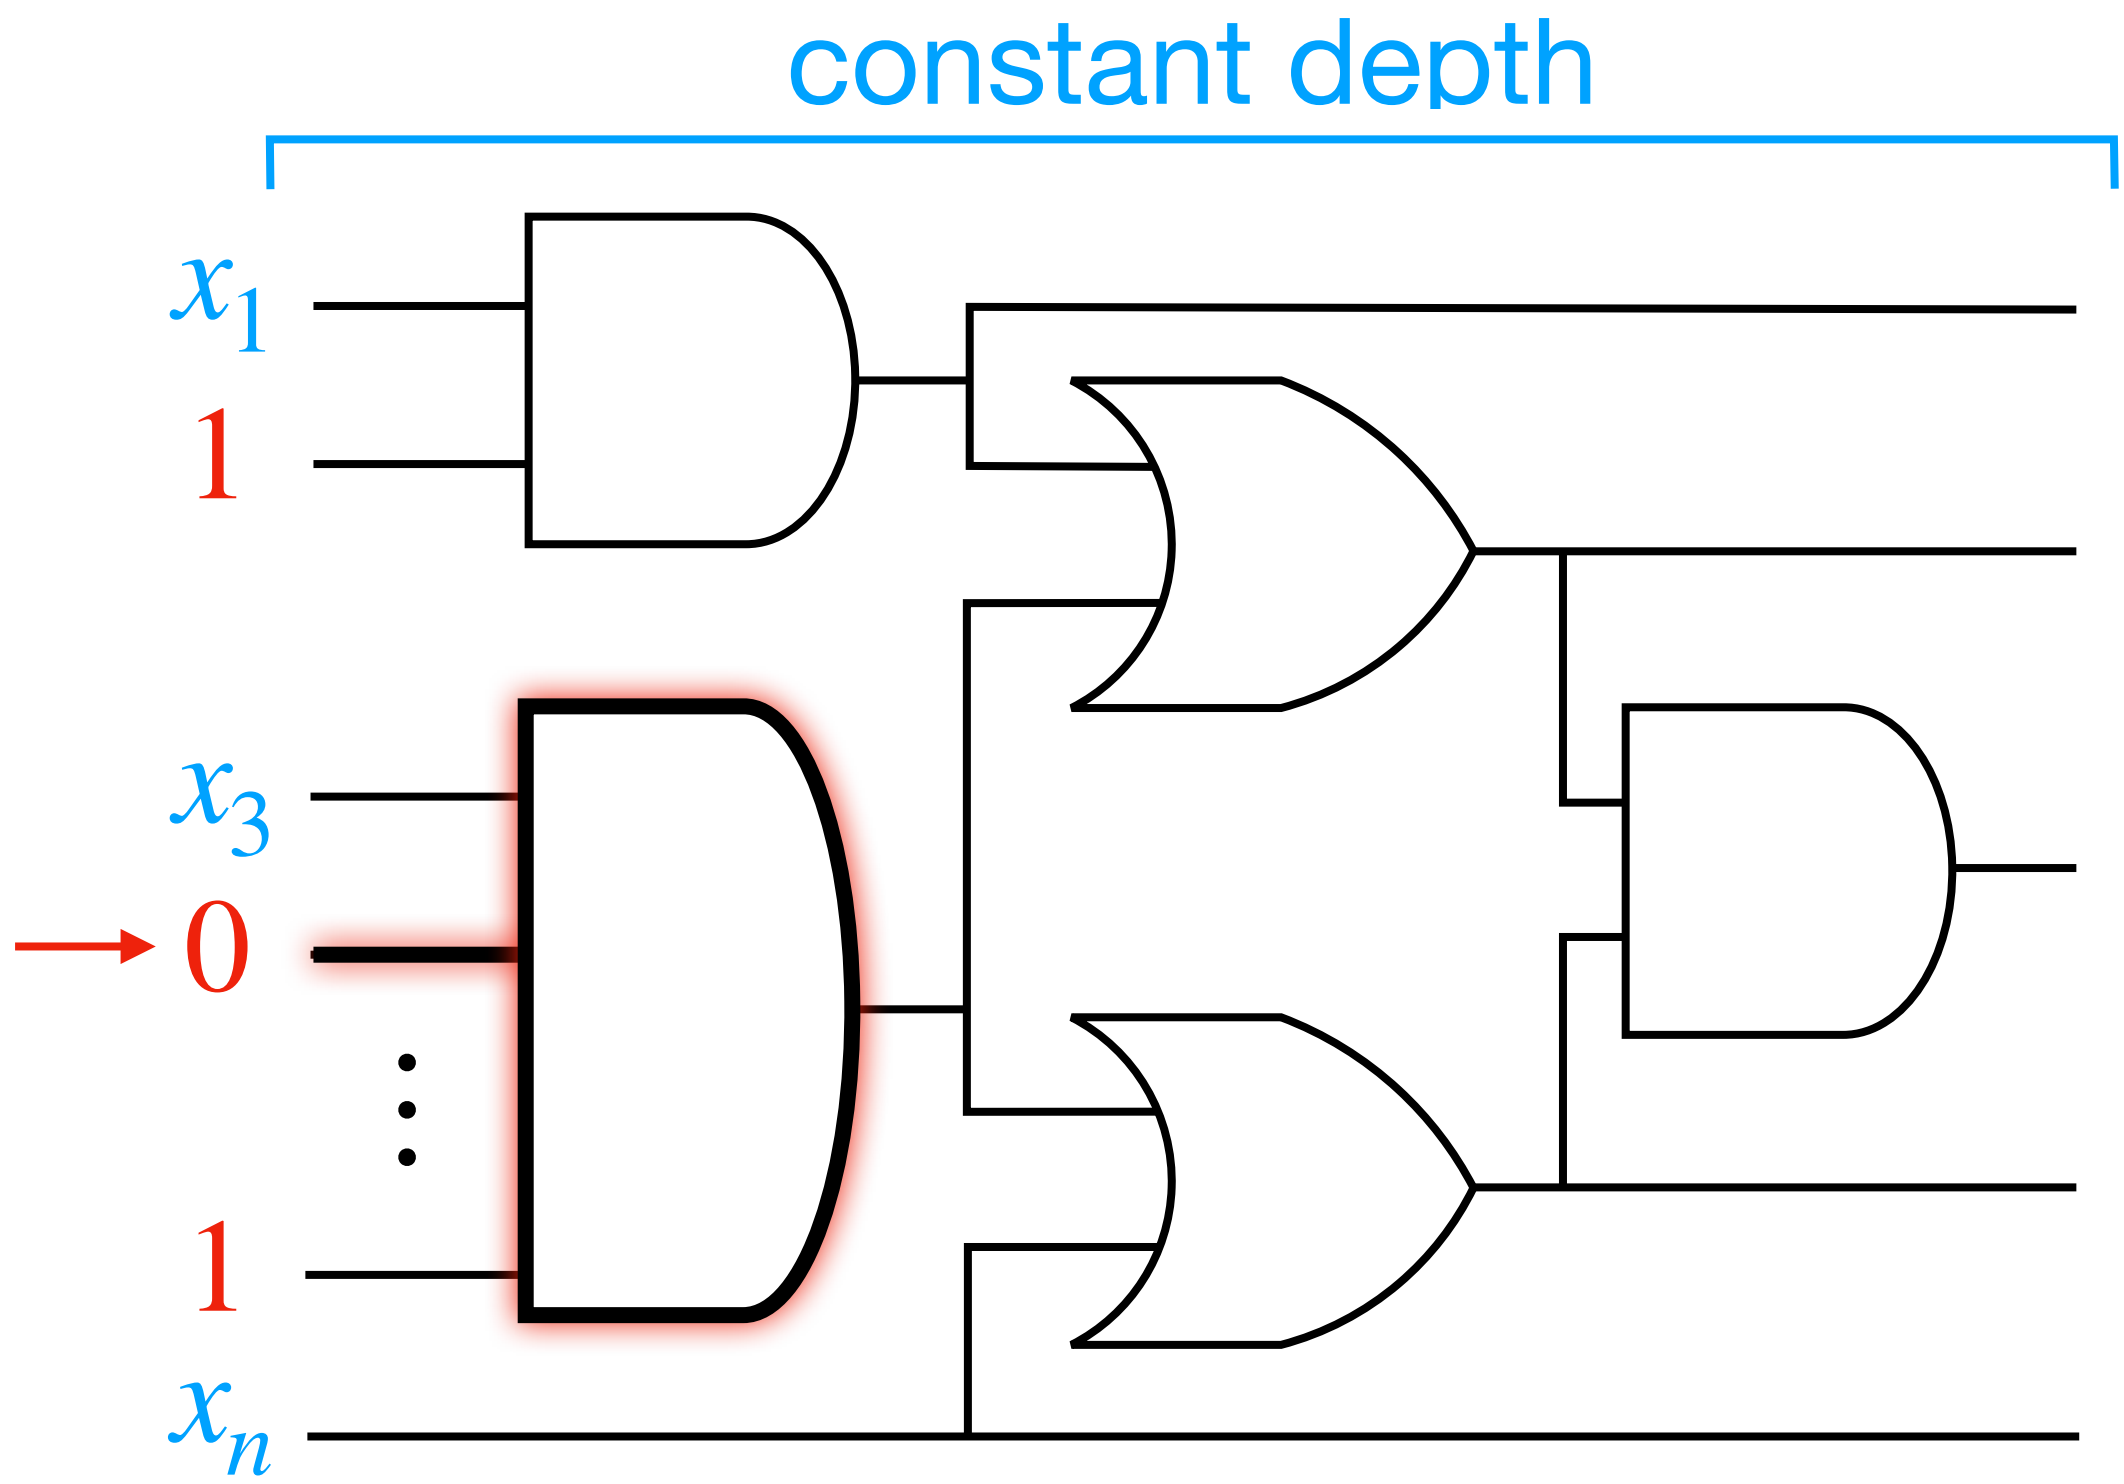 constant depth
x₁
1
x₃
0
1
xₙ